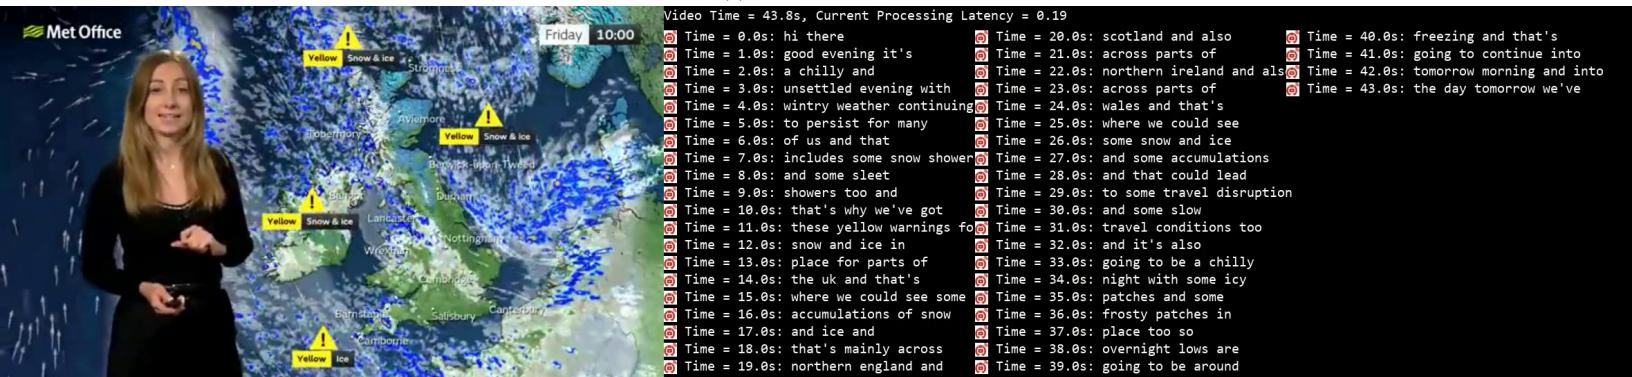 Met Office
Friday 10:00
Yellow Snow & ice
Stromness
Aviemore
Yellow Snow & ice
Tobermory
Berwick-upon-Tweed
Bangor
Durham
Yellow Snow & ice
Lancaster
Wrexham
Nottingham
Cambridge
Barnstaple
Salisbury
Canterbury
Camborne
Yellow Ice
Video Time = 43.8s, Current Processing Latency = 0.19
Time = 0.0s: hi there
Time = 1.0s: good evening it's
Time = 2.0s: a chilly and
Time = 3.0s: unsettled evening with
Time = 4.0s: wintry weather continuing
Time = 5.0s: to persist for many
Time = 6.0s: of us and that
Time = 7.0s: includes some snow shower
Time = 8.0s: and some sleet
Time = 9.0s: showers too and
Time = 10.0s: that's why we've got
Time = 11.0s: these yellow warnings fo
Time = 12.0s: snow and ice in
Time = 13.0s: place for parts of
Time = 14.0s: the uk and that's
Time = 15.0s: where we could see some
Time = 16.0s: accumulations of snow
Time = 17.0s: and ice and
Time = 18.0s: that's mainly across
Time = 19.0s: northern england and
Time = 20.0s: scotland and also
Time = 21.0s: across parts of
Time = 22.0s: northern ireland and als
Time = 23.0s: across parts of
Time = 24.0s: wales and that's
Time = 25.0s: where we could see
Time = 26.0s: some snow and ice
Time = 27.0s: and some accumulations
Time = 28.0s: and that could lead
Time = 29.0s: to some travel disruption
Time = 30.0s: and some slow
Time = 31.0s: travel conditions too
Time = 32.0s: and it's also
Time = 33.0s: going to be a chilly
Time = 34.0s: night with some icy
Time = 35.0s: patches and some
Time = 36.0s: frosty patches in
Time = 37.0s: place too so
Time = 38.0s: overnight lows are
Time = 39.0s: going to be around
Time = 40.0s: freezing and that's
Time = 41.0s: going to continue into
Time = 42.0s: tomorrow morning and into
Time = 43.0s: the day tomorrow we've